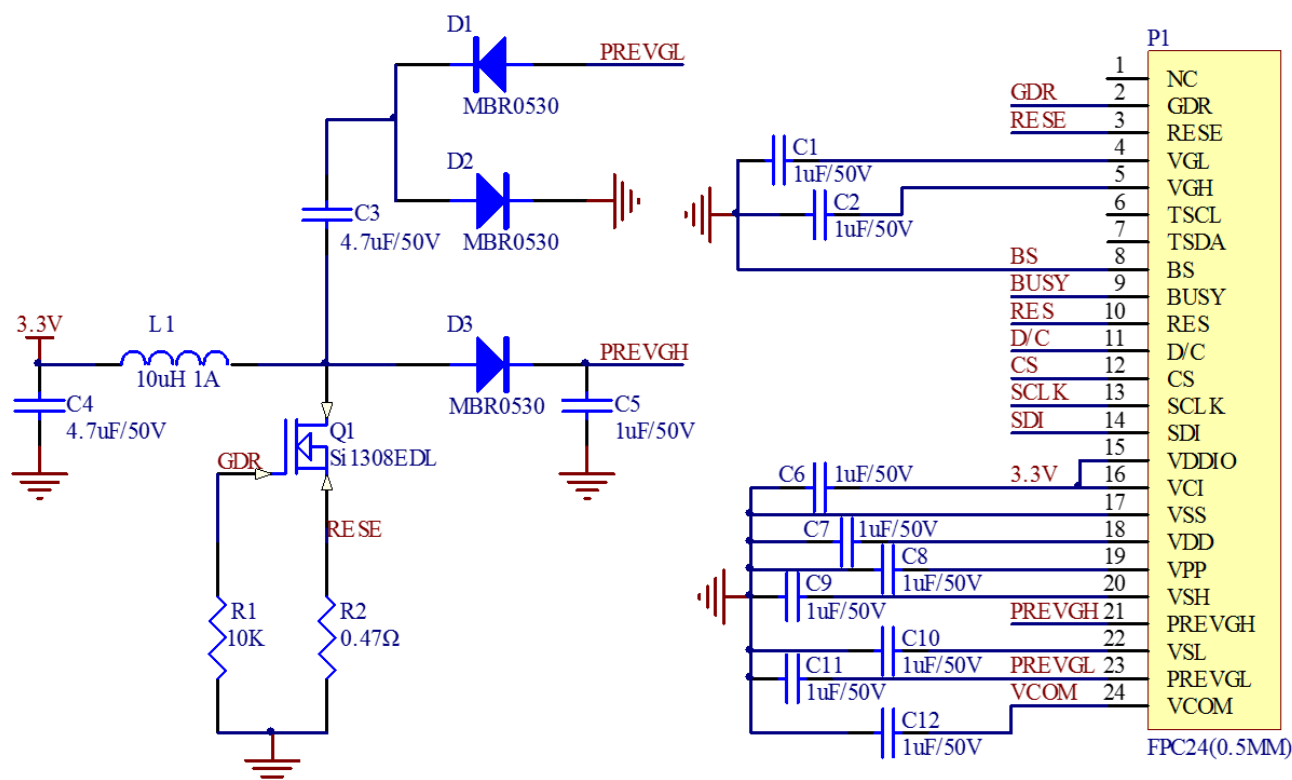 D1
PREVGL
MBR0530
D2
MBR0530
C3
4.7uF/50V
3.3V
L1
10uH 1A
D3
PREVGH
MBR0530
C4
4.7uF/50V
C5
1uF/50V
Q1
Si1308EDL
GDR
RESE
R1
10K
R2
0.47Ω
P1
1 NC
GDR 2 GDR
RESE 3 RESE
C1
1uF/50V
4 VGL
5 VGH
C2
1uF/50V
6 TSCL
7 TSDA
BS 8 BS
BUSY 9 BUSY
RES 10 RES
D/C 11 D/C
CS 12 CS
SCLK 13 SCLK
SDI 14 SDI
15 VDDIO
C6 1uF/50V 3.3V 16 VCI
17 VSS
C7 1uF/50V 18 VDD
C8
1uF/50V
19 VPP
C9
1uF/50V
20 VSH
PREVGH 21 PREVGH
C10
1uF/50V
22 VSL
C11
1uF/50V
PREVGL 23 PREVGL
VCOM 24 VCOM
C12
1uF/50V
FPC24(0.5MM)